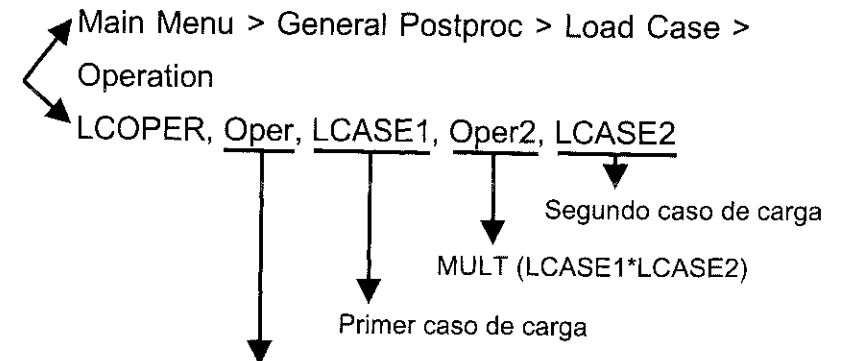 Main Menu > General Postproc > Load Case >
Operation
LCOPER, Oper, LCASE1, Oper2, LCASE2
Segundo caso de carga
MULT (LCASE1*LCASE2)
Primer caso de carga